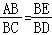 AB/BC = BE/BD